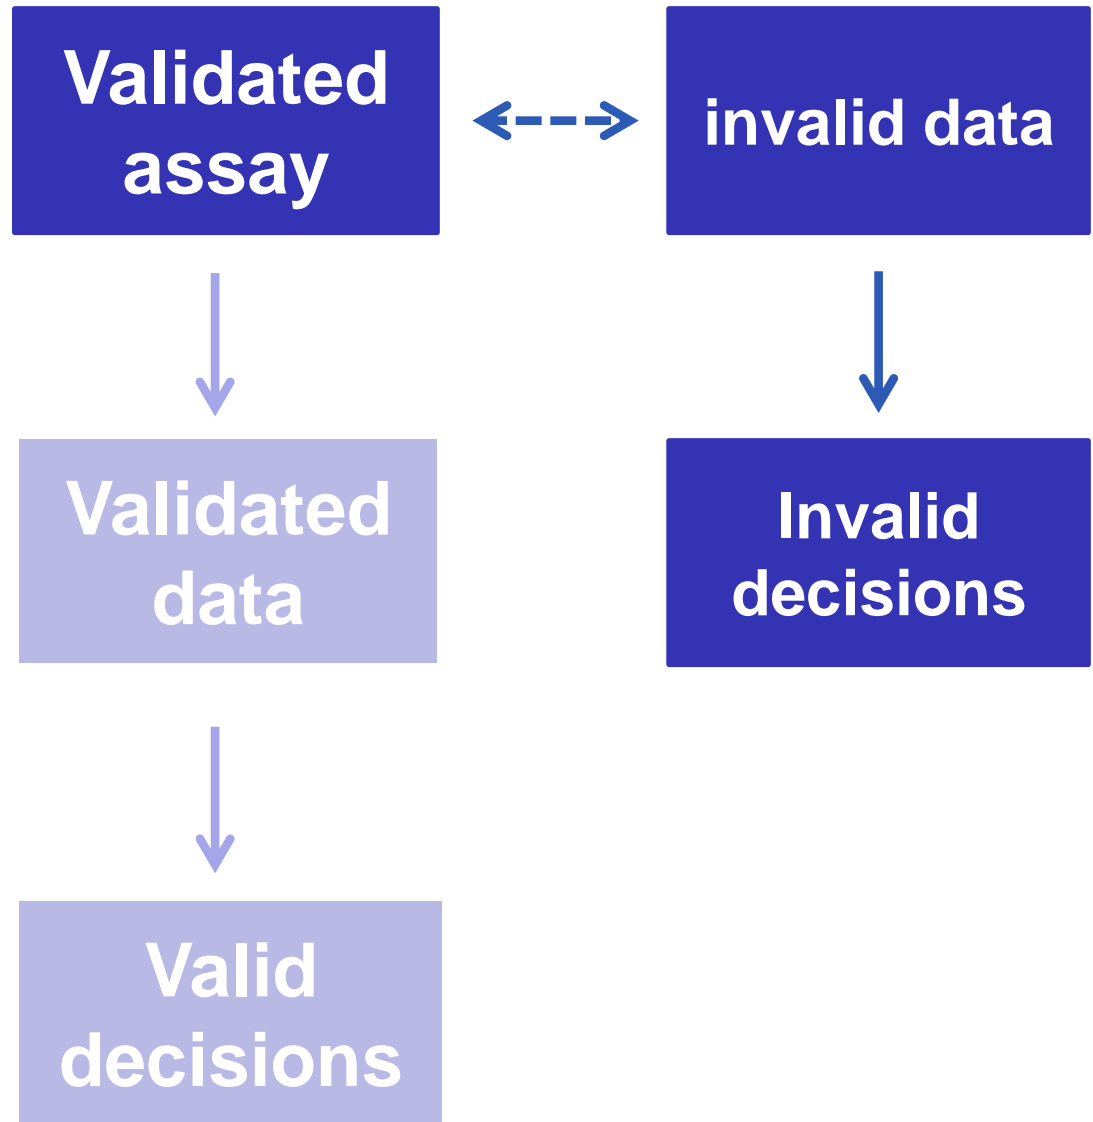 Validated
assay
invalid data
Validated
data
Invalid
decisions
Valid
decisions